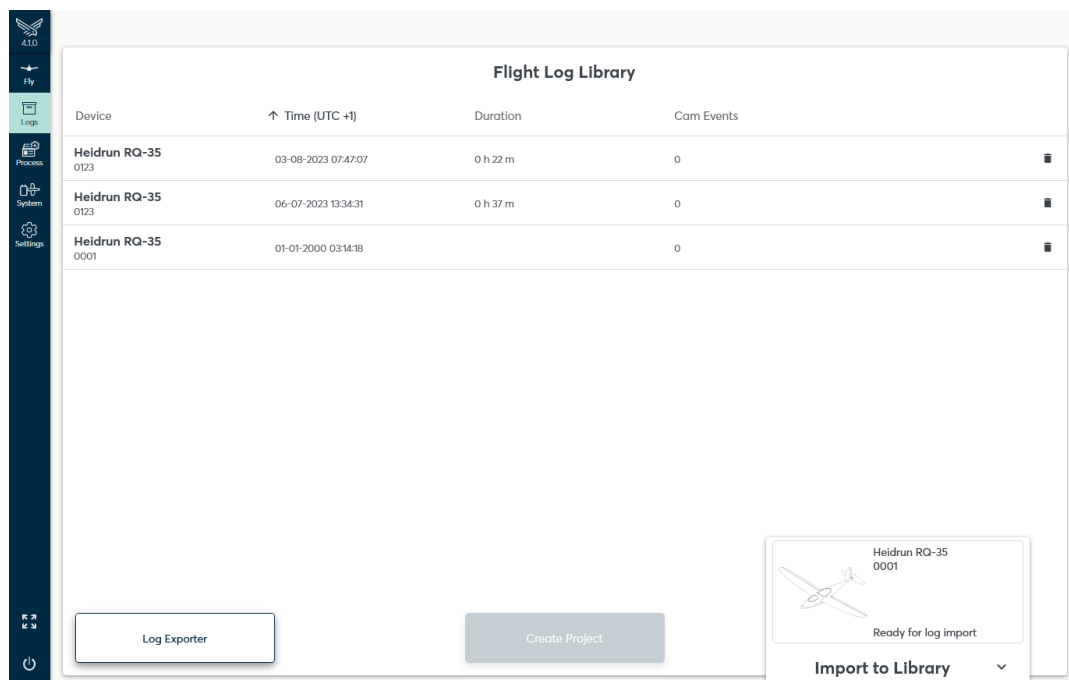 4.1.0
Fly
Logs
Process
System
Settings
Flight Log Library
Device Time (UTC +1) Duration Cam Events
Heidrun RQ-35
0123
03-08-2023 07:47:07 0 h 22 m 0
Heidrun RQ-35
0123
06-07-2023 13:34:31 0 h 37 m 0
Heidrun RQ-35
0001
01-01-2000 03:14:18 0
Log Exporter
Create Project
Heidrun RQ-35
0001
Ready for log import
Import to Library